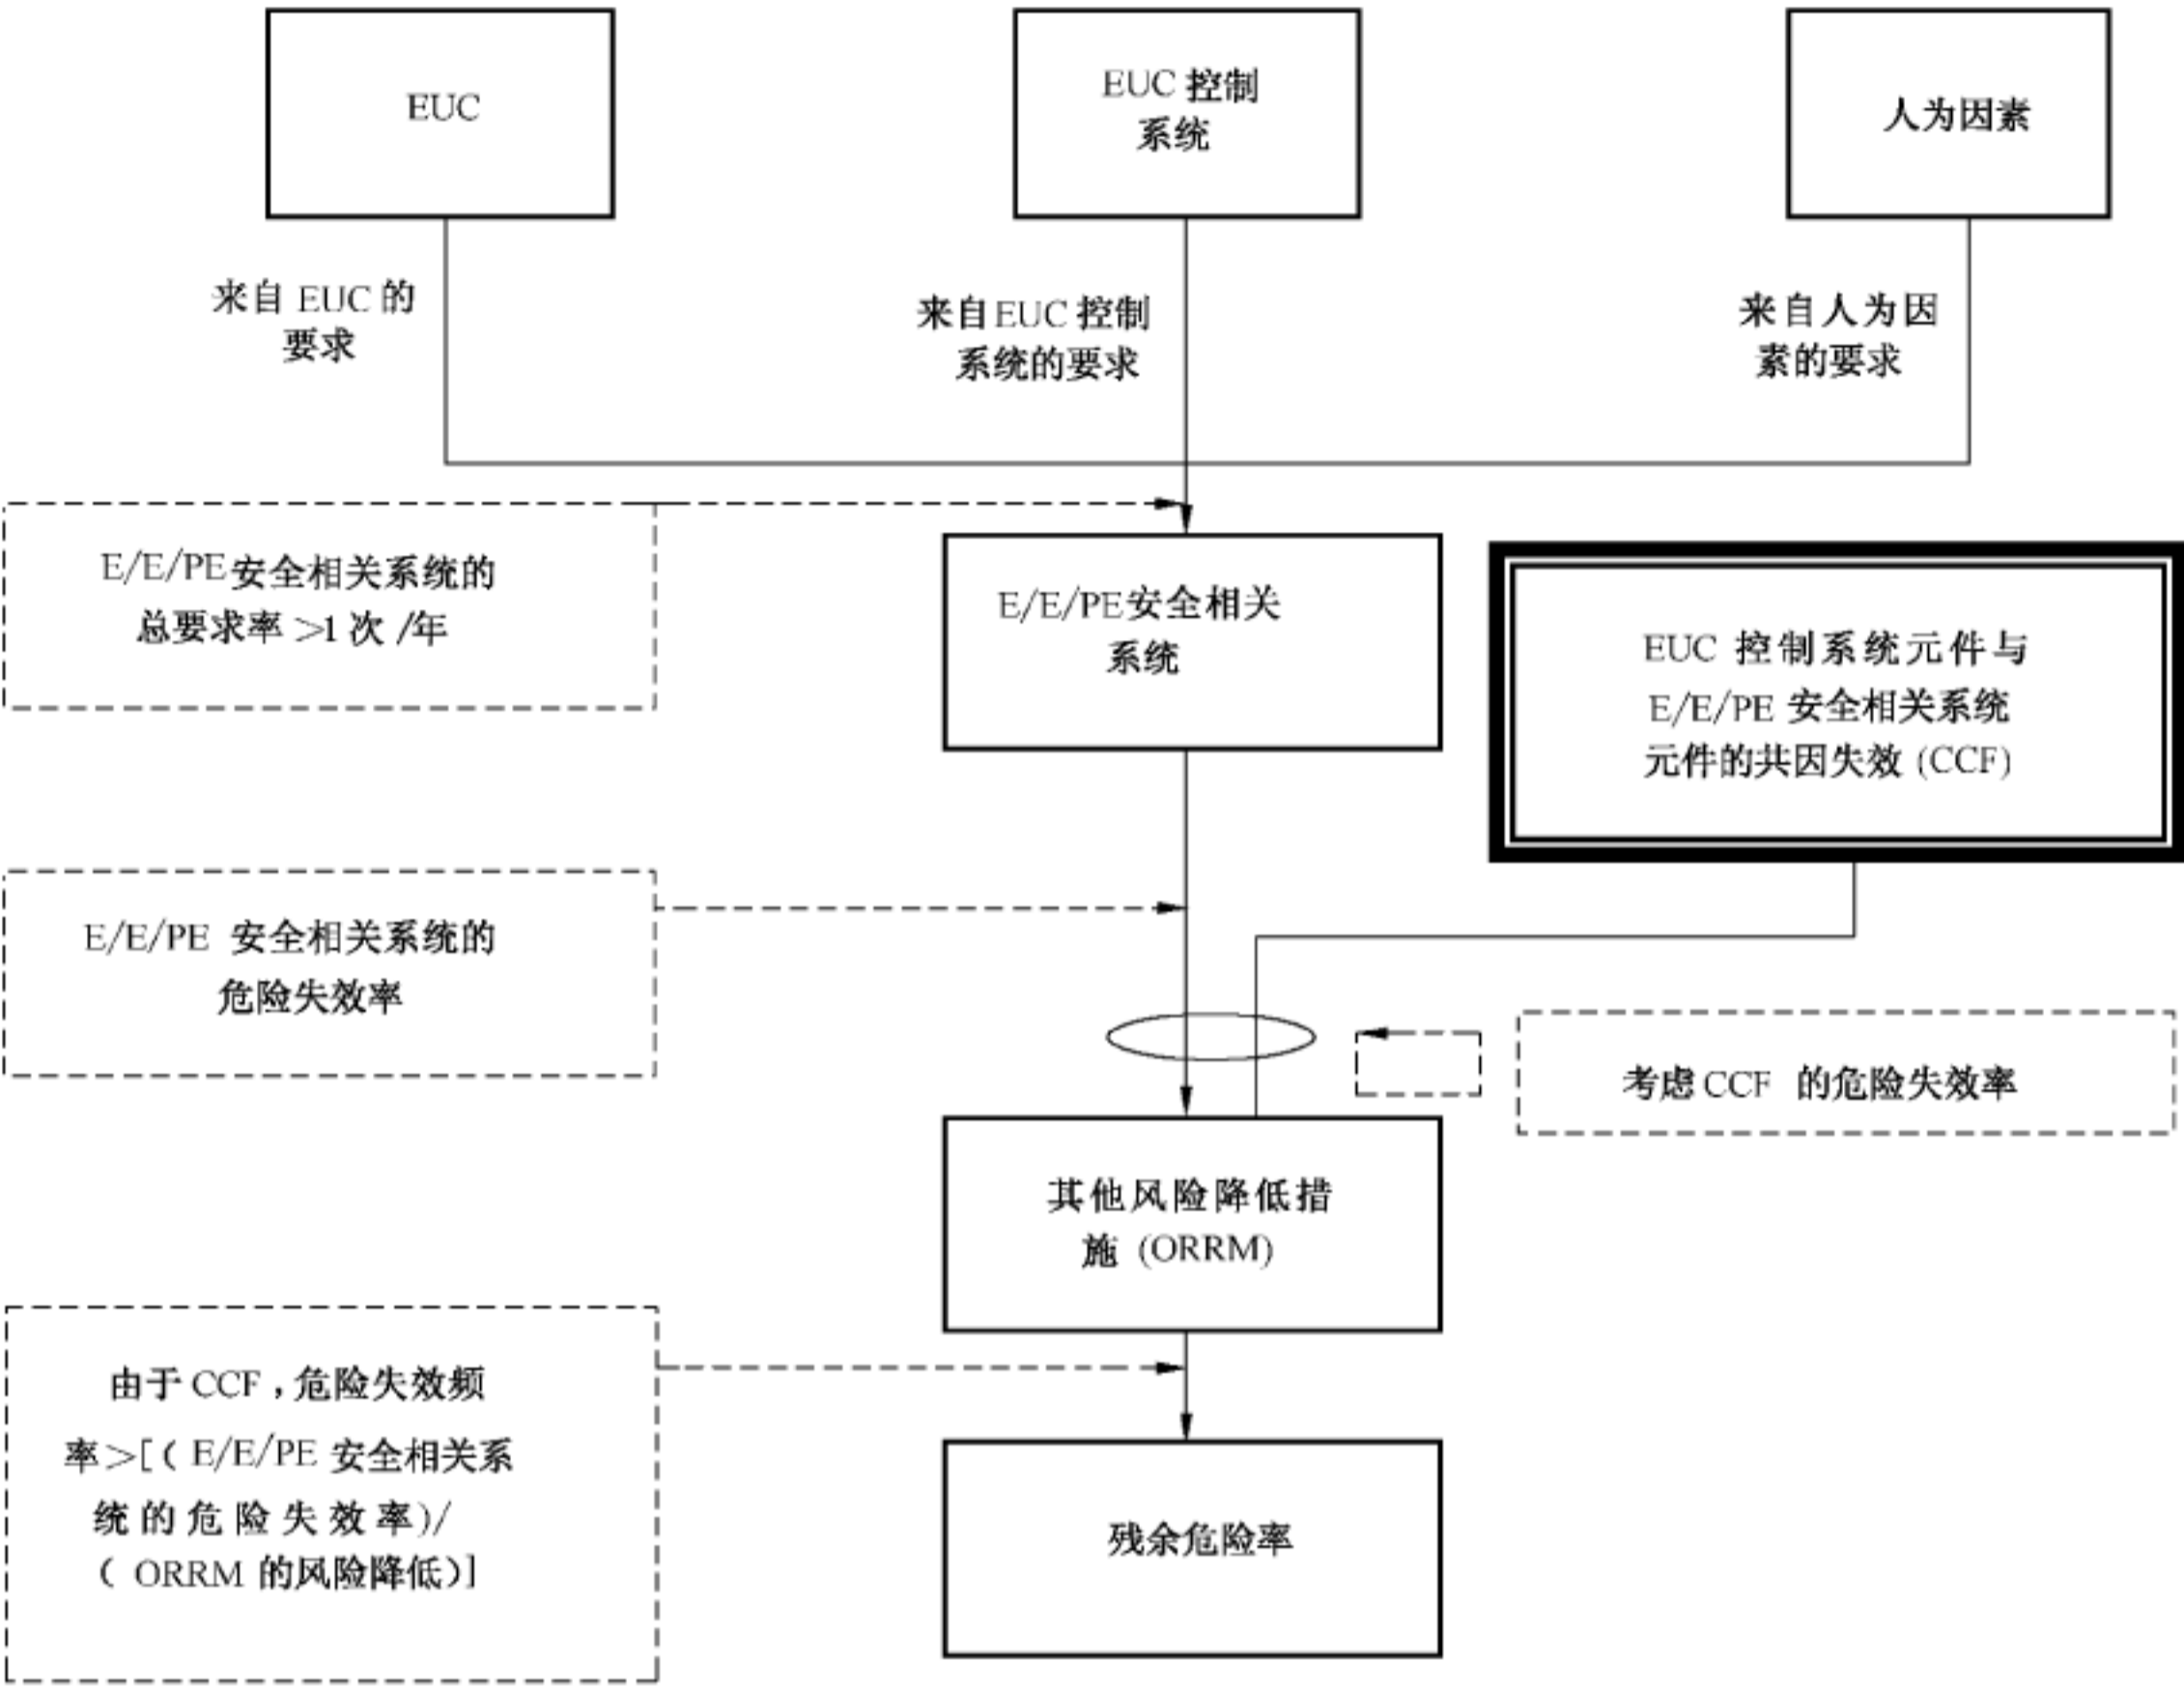 EUC
EUC 控制
系统
人为因素
来自 EUC 的
要求
来自EUC 控制
系统的要求
来自人为因
素的要求
E/E/PE安全相关系统的
总要求率 >1 次 /年
E/E/PE安全相关
系统
EUC 控制系统元件与
E/E/PE 安全相关系统
元件的共因失效 (CCF)
E/E/PE 安全相关系统的
危险失效率
考虑CCF 的危险失效率
其他风险降低措
施 (ORRM)
由于 CCF，危险失效频
率>[( E/E/PE 安全相关系
统的危险失效率)/
( ORRM 的风险降低)]
残余危险率